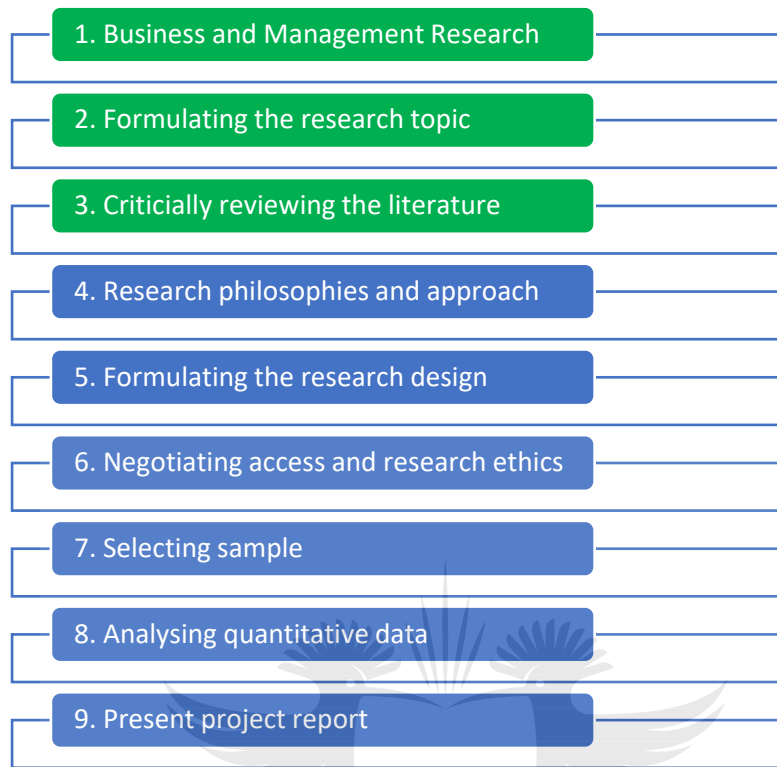 1. Business and Management Research
2. Formulating the research topic
3. Criticially reviewing the literature
4. Research philosophies and approach
5. Formulating the research design
6. Negotiating access and research ethics
7. Selecting sample
8. Analysing quantitative data
9. Present project report